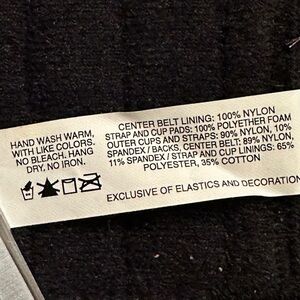 HAND WASH WARM,
WITH LIKE COLORS.
NO BLEACH. HANG
DRY, NO IRON.
CENTER BELT LINING: 100% NYLON
STRAP AND CUP PADS: 100% POLYETHER FOAM
OUTER CUPS AND STRAPS: 90% NYLON, 10%
SPANDEX / BACKS, CENTER BELT: 89% NYLON,
11% SPANDEX / STRAP AND CUP LININGS: 65%
POLYESTER, 35% COTTON
EXCLUSIVE OF ELASTICS AND DECORATION